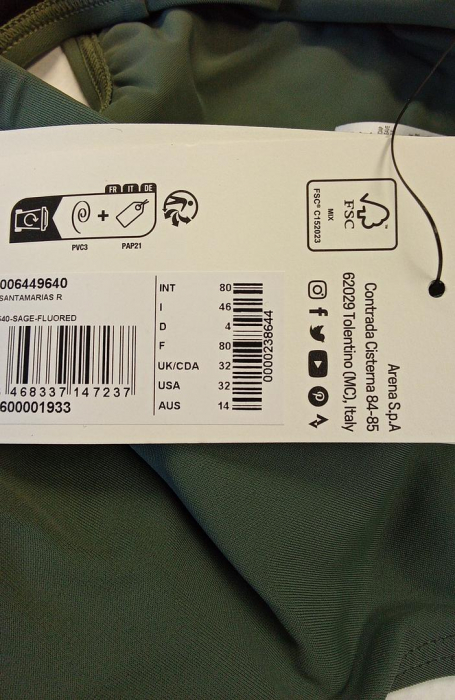 FR IT DE
+
PVC3 PAP21
FSC
FSC® C152023
MIX
006449640
SANTAMARIAS R
640-SAGE-FLUORED
468337 147237
600001933
INT 80
I 46
D 4
F 80
UK/CDA 32
USA 32
AUS 14
0000238644
Arena S.p.A
Contrada Cisterna 84-85
62029 Tolentino (MC), Italy